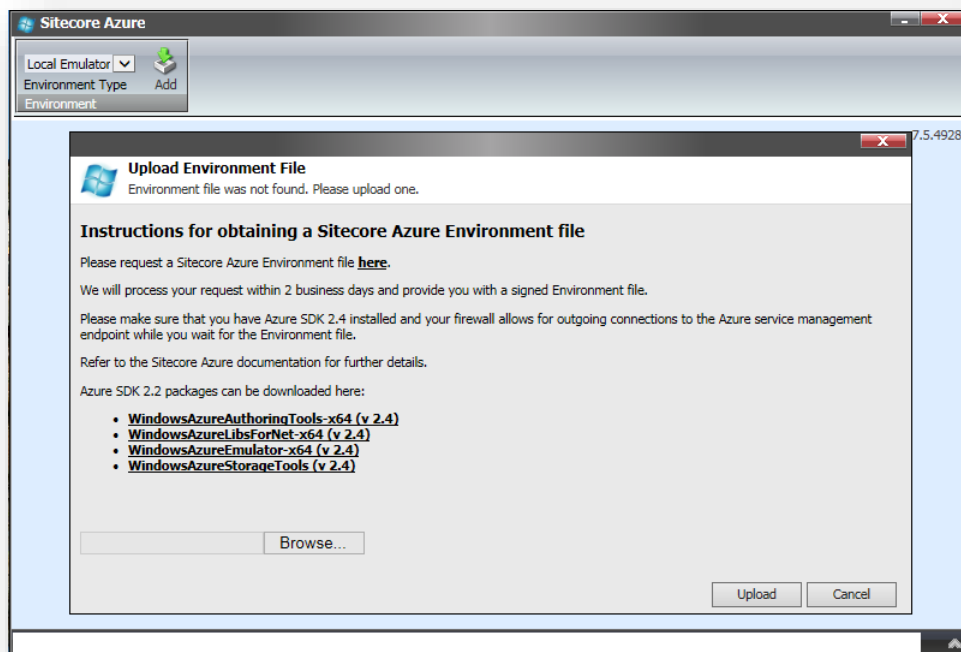 Sitecore Azure
Local Emulator
Environment Type Add
Environment
7.5.4928
Upload Environment File
Environment file was not found. Please upload one.
Instructions for obtaining a Sitecore Azure Environment file
Please request a Sitecore Azure Environment file here.
We will process your request within 2 business days and provide you with a signed Environment file.
Please make sure that you have Azure SDK 2.4 installed and your firewall allows for outgoing connections to the Azure service management
endpoint while you wait for the Environment file.
Refer to the Sitecore Azure documentation for further details.
Azure SDK 2.2 packages can be downloaded here:
• WindowsAzureAuthoringTools-x64 (v 2.4)
• WindowsAzureLibsForNet-x64 (v 2.4)
• WindowsAzureEmulator-x64 (v 2.4)
• WindowsAzureStorageTools (v 2.4)
Browse...
Upload Cancel